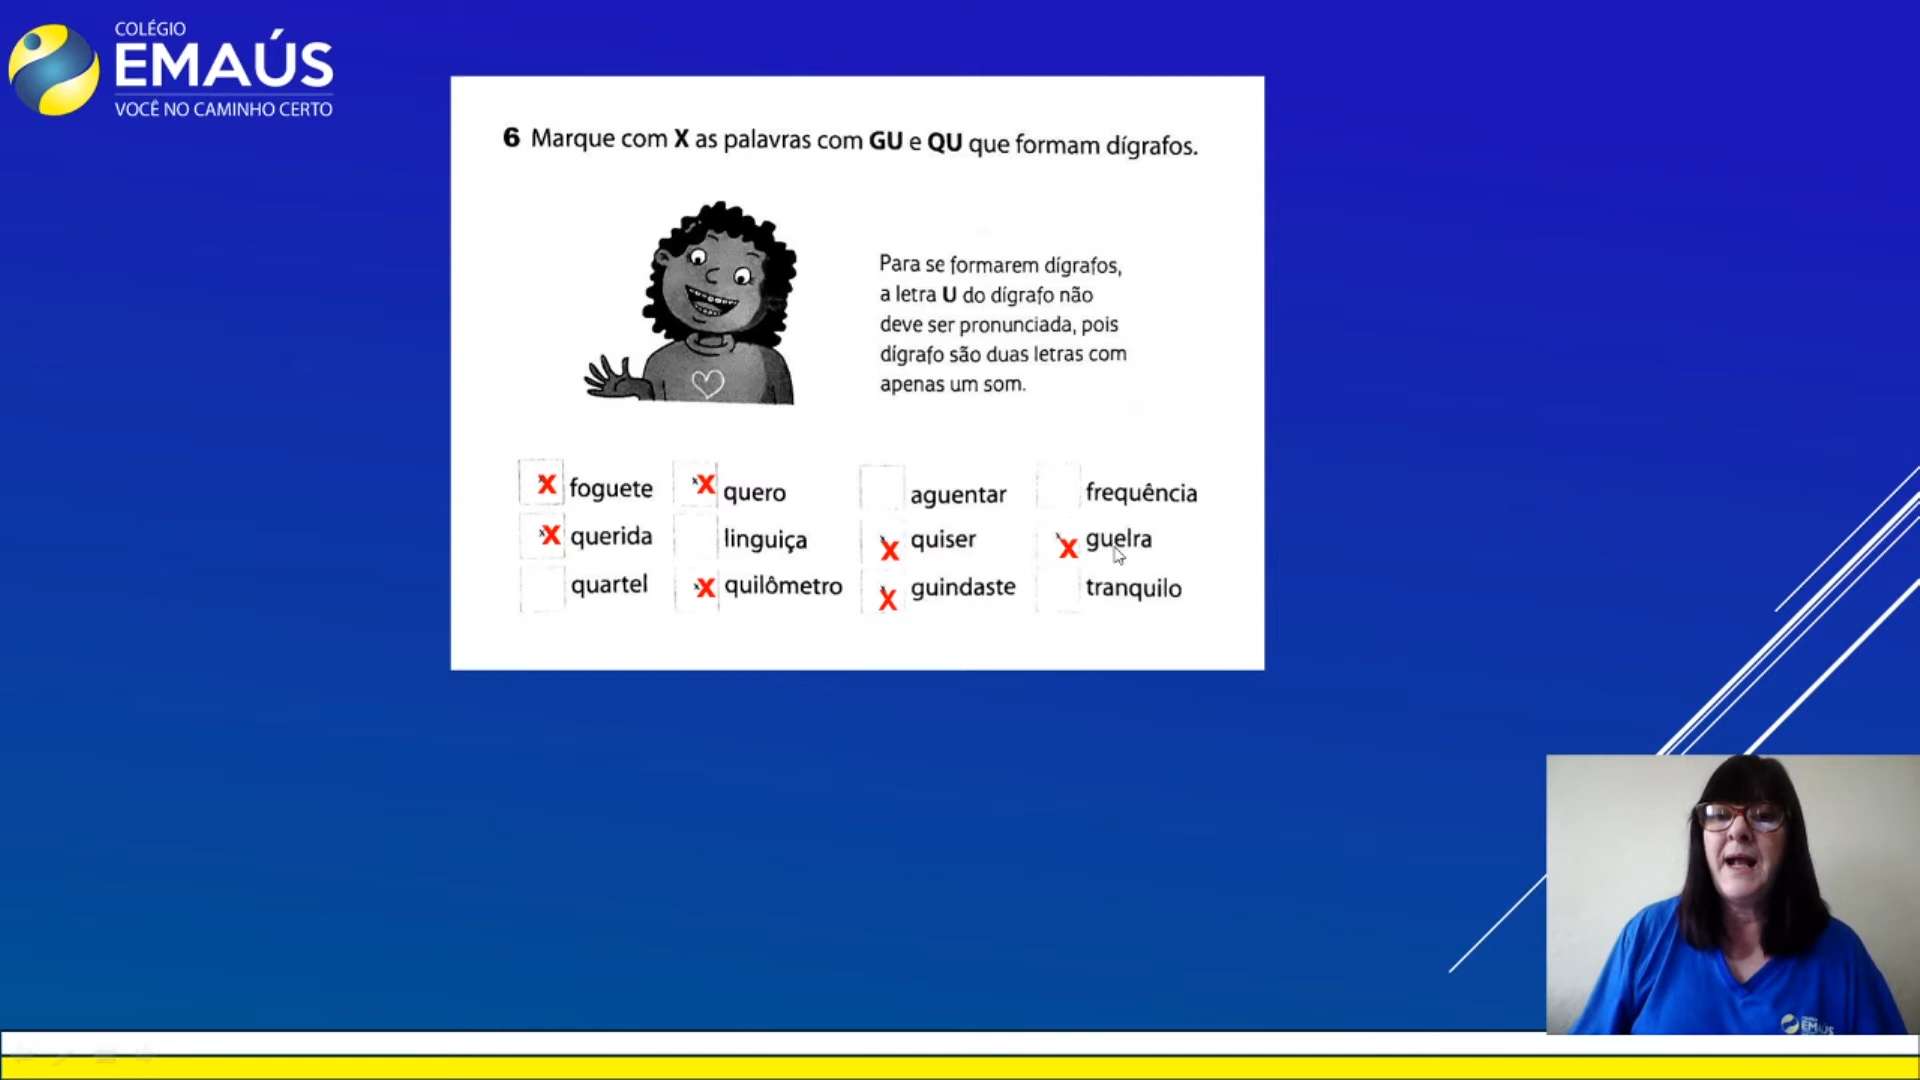 COLÉGIO
EMAÚS
VOCÊ NO CAMINHO CERTO
6 Marque com X as palavras com GU e QU que formam dígrafos.
Para se formarem dígrafos,
a letra U do dígrafo não
deve ser pronunciada, pois
dígrafo são duas letras com
apenas um som.
X foguete X quero aguentar frequência
X querida linguiça X quiser X guelra
quartel X quilômetro X guindaste tranquilo
EMAÚS